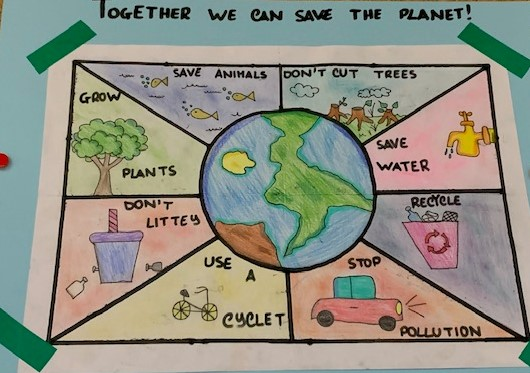 TOGETHER WE CAN SAVE THE PLANET!
SAVE ANIMALS
DON'T CUT TREES
GROW
PLANTS
SAVE
WATER
DON'T
LITTEY
RECYCLE
USE
A
CYCLET
STOP
POLLUTION